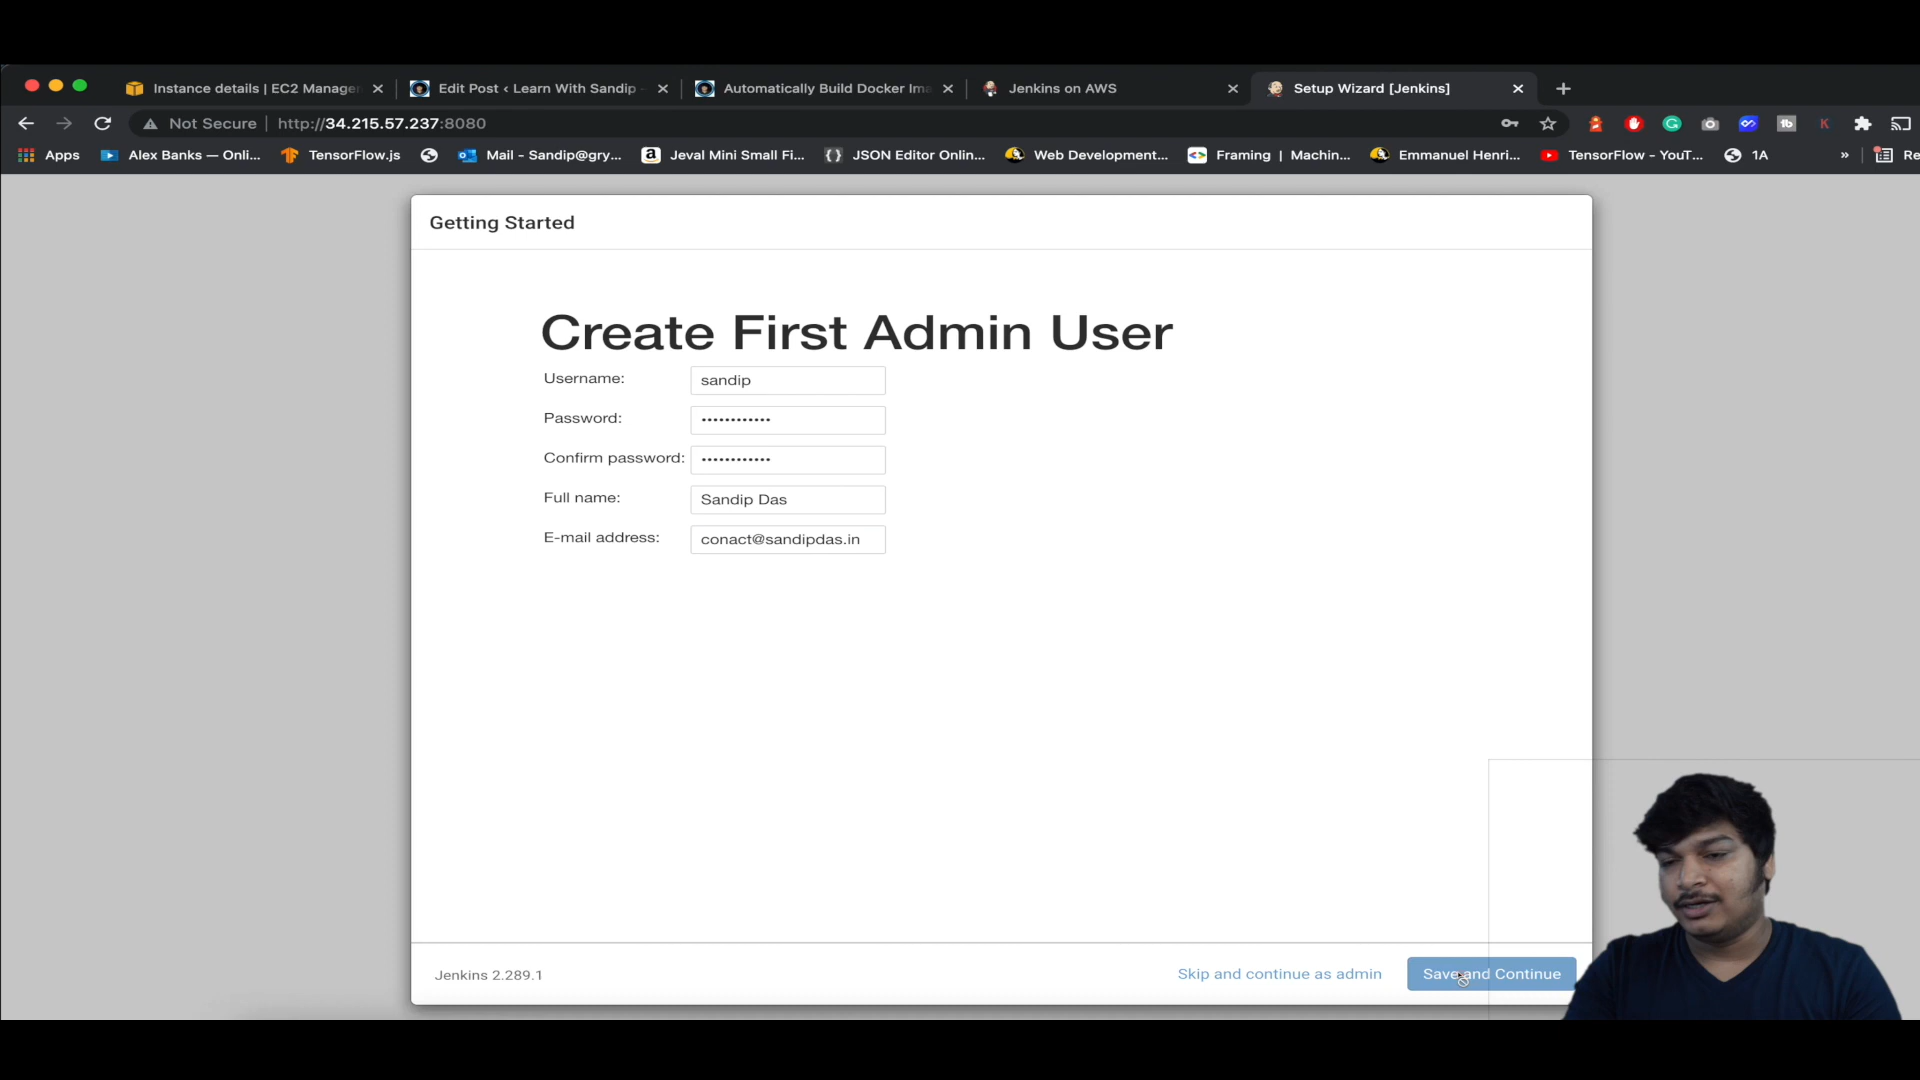 Instance details | EC2 Manager
Edit Post ‹ Learn With Sandip -
Automatically Build Docker Ima
Jenkins on AWS
Setup Wizard [Jenkins]
Not Secure | http://34.215.57.237:8080
Apps
Alex Banks — Onli...
TensorFlow.js
Mail - Sandip@gry...
Jeval Mini Small Fi...
JSON Editor Onlin...
Web Development...
Framing | Machin...
Emmanuel Henri...
TensorFlow - YouT...
1A
»
Re
Getting Started
Create First Admin User
Username: sandip
Password: ••••••••••••
Confirm password: ••••••••••••
Full name: Sandip Das
E-mail address: conact@sandipdas.in
Jenkins 2.289.1
Skip and continue as admin
Save and Continue